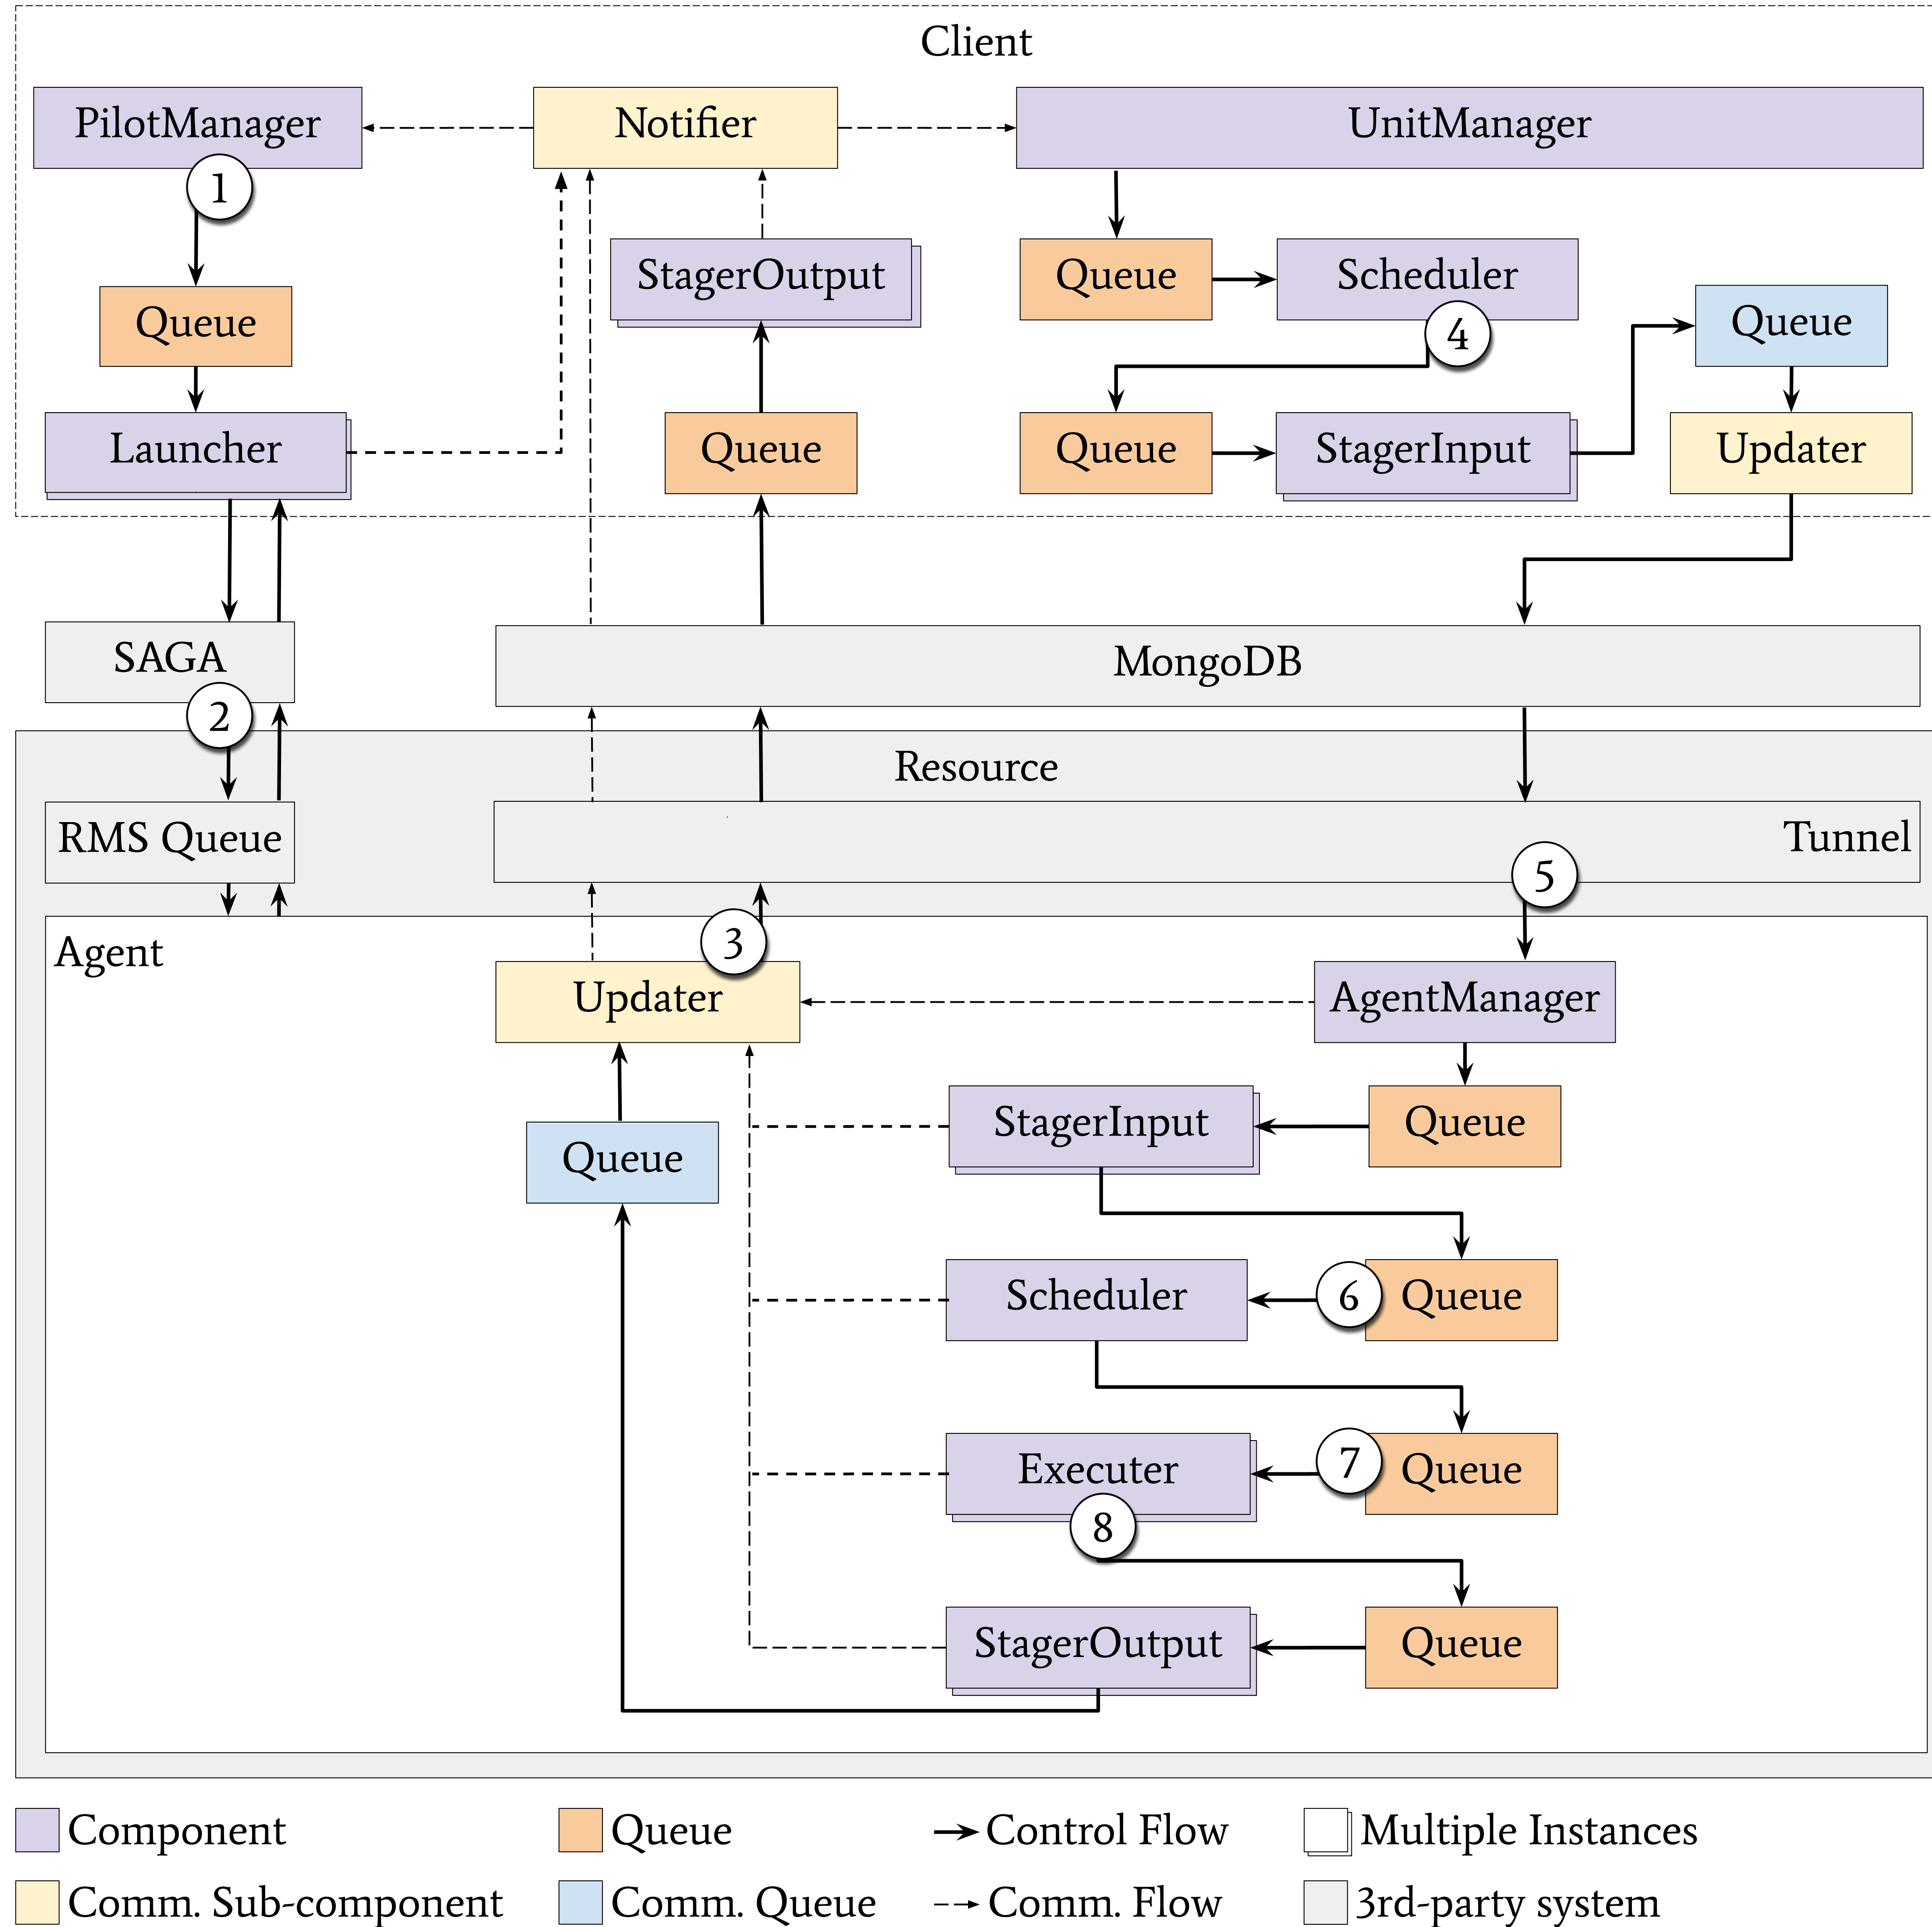 Client
PilotManager
Notifier
UnitManager
1
StagerOutput
Queue
Scheduler
Queue
Queue
4
Launcher
Queue
Queue
StagerInput
Updater
SAGA
MongoDB
2
Resource
RMS Queue
Tunnel
5
Agent
3
Updater
AgentManager
StagerInput
Queue
Queue
Scheduler
6
Queue
Executer
7
Queue
8
StagerOutput
Queue
Component
Queue
Control Flow
Multiple Instances
Comm. Sub-component
Comm. Queue
Comm. Flow
3rd-party system